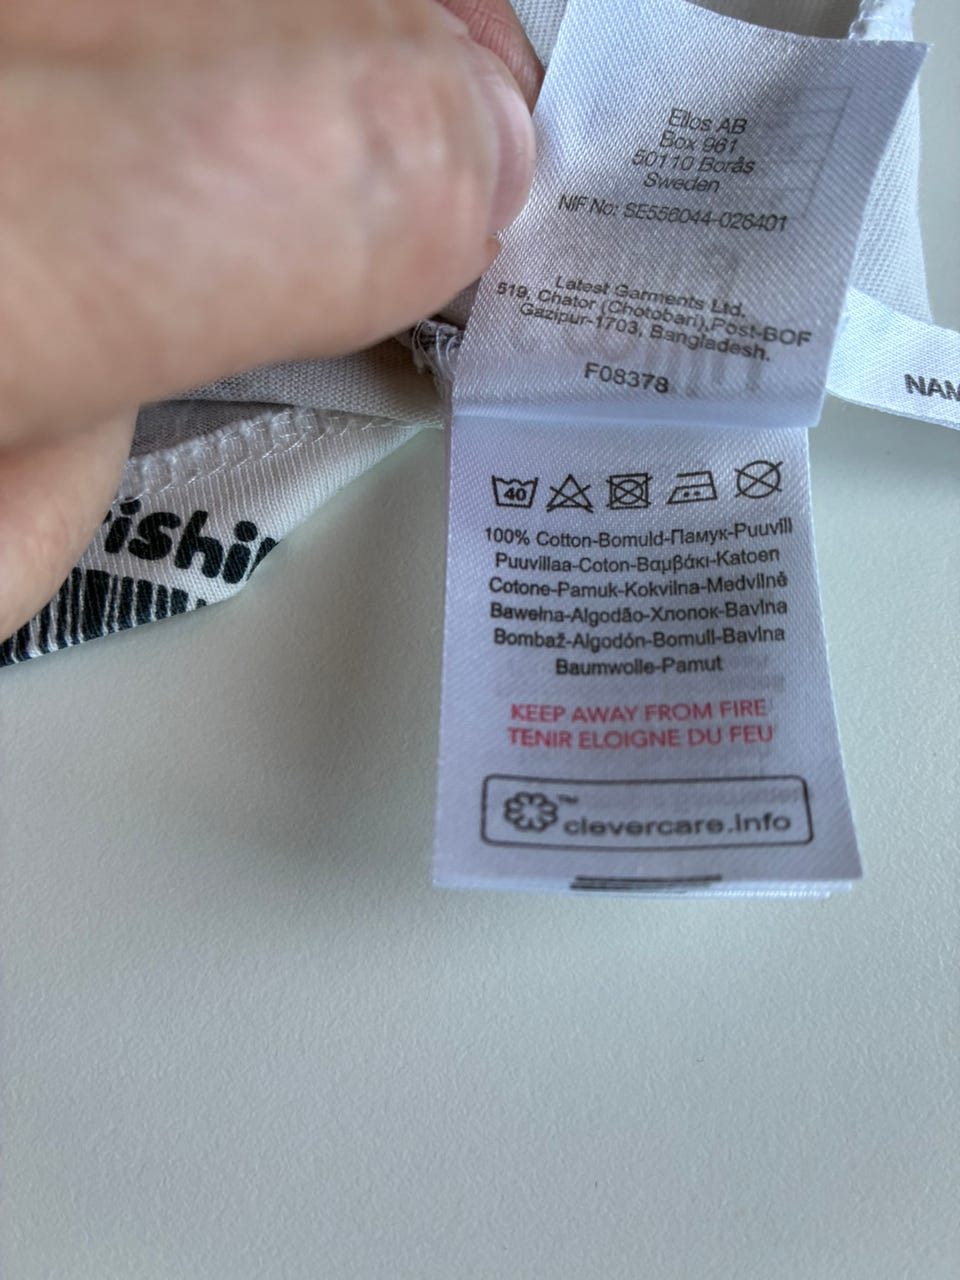 Ellos AB
Box 961
50110 Borås
Sweden
NIF No: SE556044-026401
Latest Garments Ltd.
519, Chator (Chotobari),Post-BOF
Gazipur-1703, Bangladesh.
F08378
NAM
40
100% Cotton-Bomuld-Памук-Puuvill
Puuvillaa-Coton-Βαμβάκι-Katoen
Cotone-Pamuk-Kokvilna-Medvilnė
Bawełna-Algodão-Хлопок-Bavlna
Bombaž-Algodón-Bomull-Bavlna
Baumwolle-Pamut
KEEP AWAY FROM FIRE
TENIR ELOIGNE DU FEU
™
clevercare.info
ishi